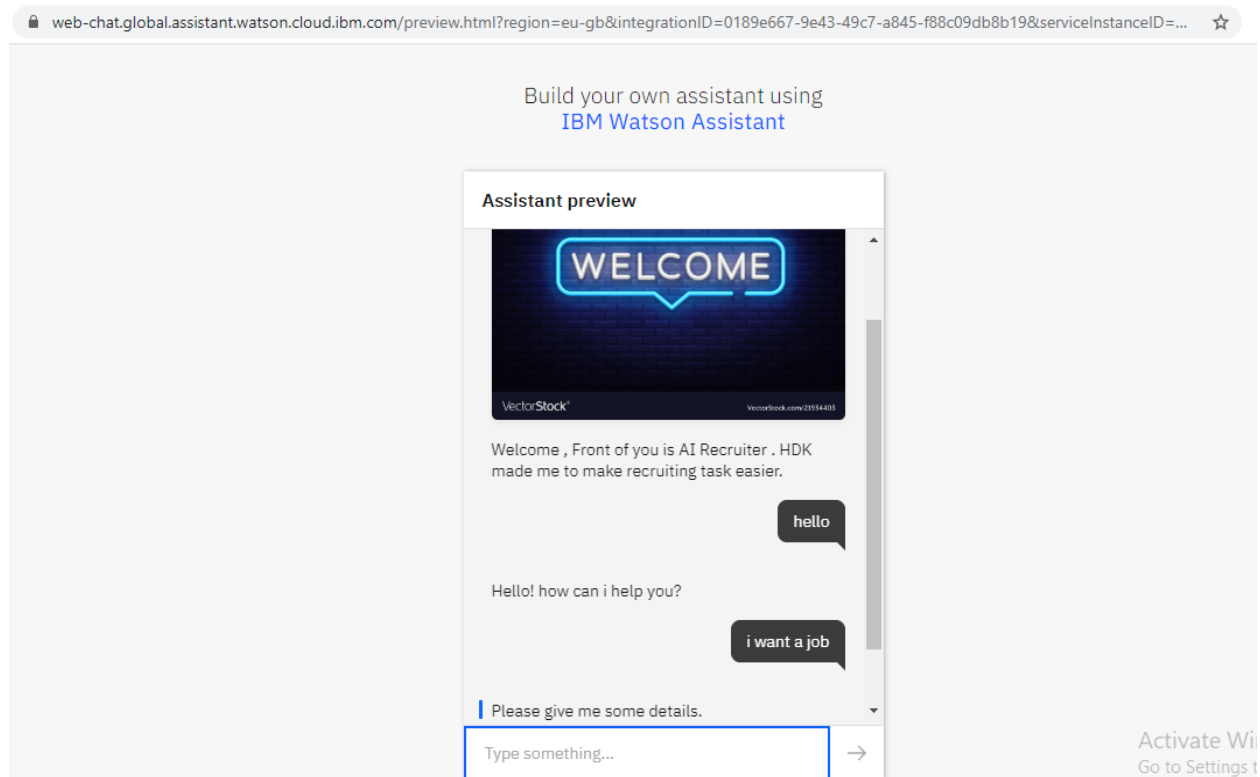 web-chat.global.assistant.watson.cloud.ibm.com/preview.html?region=eu-gb&integrationID=0189e667-9e43-49c7-a845-f88c09db8b19&serviceInstanceID=...
Build your own assistant using
IBM Watson Assistant
Assistant preview
WELCOME
VectorStock®
VectorStock.com/21934403
Welcome , Front of you is AI Recruiter . HDK
made me to make recruiting task easier.
hello
Hello! how can i help you?
i want a job
Please give me some details.
Type something...
Activate Wi
Go to Settings t